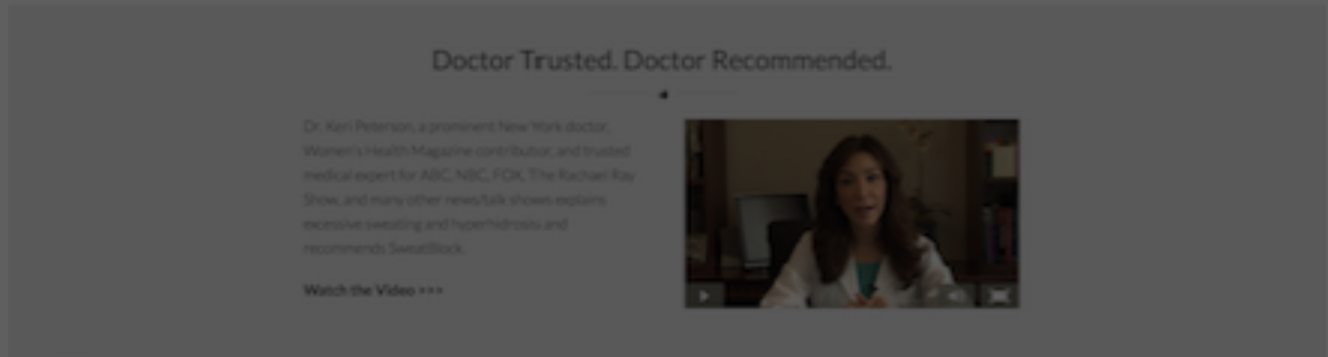 Doctor Trusted. Doctor Recommended.
Dr. Keri Peterson, a prominent New York doctor,
Women's Health Magazine contributor, and trusted
medical expert for ABC, NBC, FOX, The Rachael Ray
Show, and many other news/talk shows explains
excessive sweating and hyperhidrosis and
recommends SweatBlock.
Watch the Video >>>